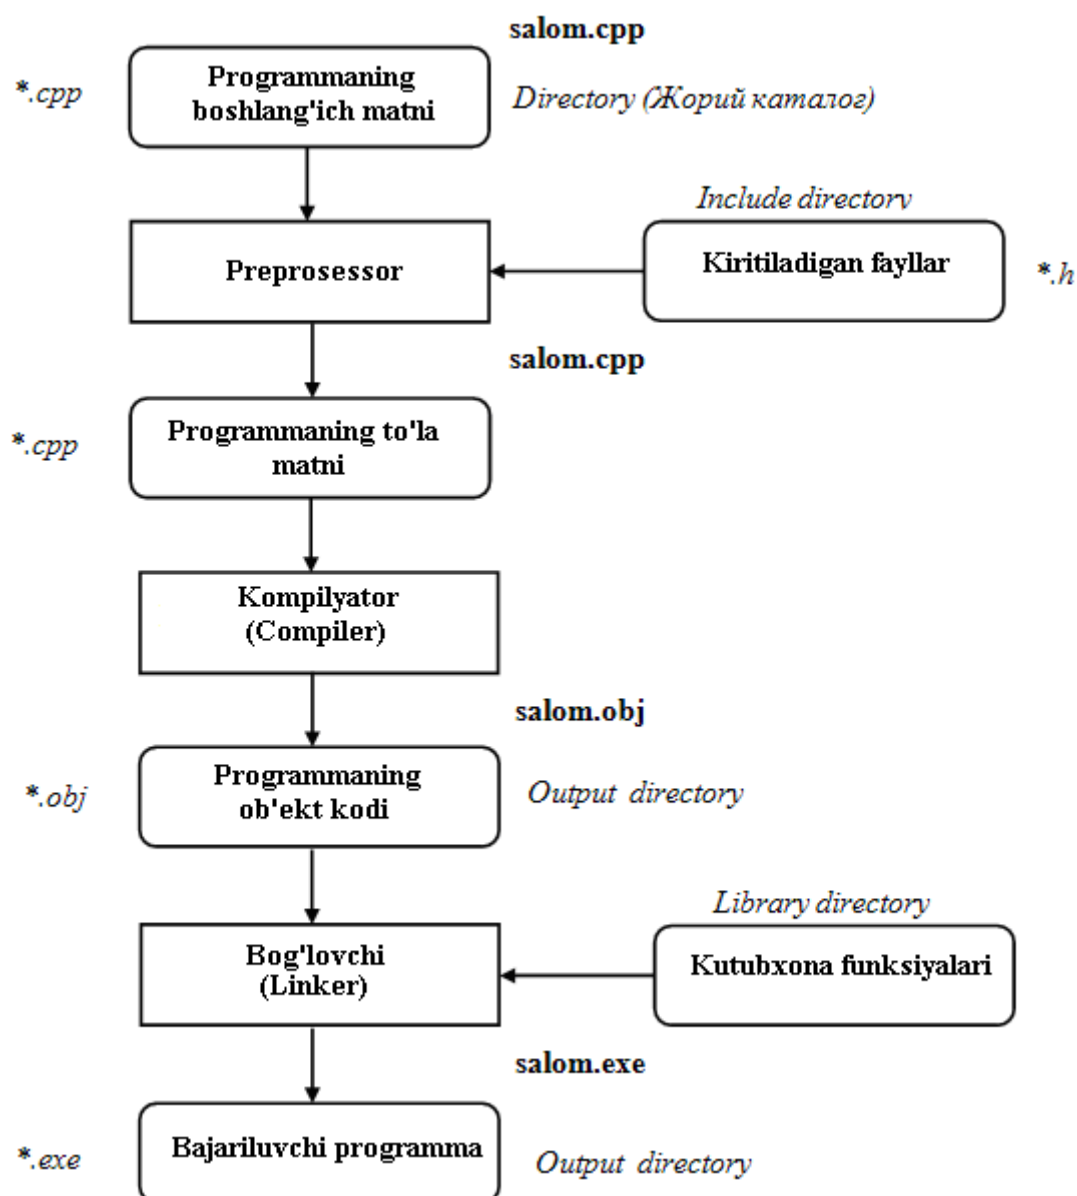 salom.cpp
*.cpp
Programmaning
boshlang'ich matni
Directory (Жорий каталог)
Include directory
Preprosessor
Kiritiladigan fayllar
*.h
salom.cpp
*.cpp
Programmaning to'la
matni
Kompilyator
(Compiler)
salom.obj
*.obj
Programmaning
ob'ekt kodi
Output directory
Library directory
Bog'lovchi
(Linker)
Kutubxona funksiyalari
salom.exe
*.exe
Bajariluvchi programma
Output directory